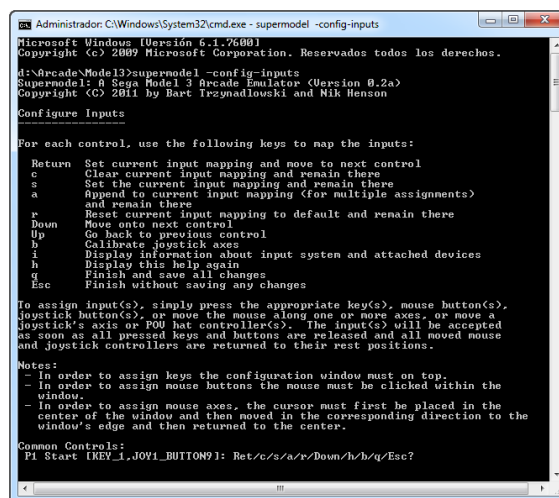 Administrador: C:\Windows\System32\cmd.exe - supermodel -config-inputs
Microsoft Windows [Versión 6.1.7600]
Copyright (c) 2009 Microsoft Corporation. Reservados todos los derechos.
d:\Arcade\Model3>supermodel -config-inputs
Supermodel: A Sega Model 3 Arcade Emulator (Version 0.2a)
Copyright (C) 2011 by Bart Trzynadlowski and Nik Henson
Configure Inputs
----------------
For each control, use the following keys to map the inputs:
Return Set current input mapping and move to next control
c Clear current input mapping and remain there
s Set the current input mapping and remain there
a Append to current input mapping (for multiple assignments)
and remain there
r Reset current input mapping to default and remain there
Down Move onto next control
Up Go back to previous control
b Calibrate joystick axes
i Display information about input system and attached devices
h Display this help again
q Finish and save all changes
Esc Finish without saving any changes
To assign input(s), simply press the appropriate key(s), mouse button(s),
joystick button(s), or move the mouse along one or more axes, or move a
joystick's axis or POV hat controller(s). The input(s) will be accepted
as soon as all pressed keys and buttons are released and all moved mouse
and joystick controllers are returned to their rest positions.
Notes:
- In order to assign keys the configuration window must on top.
- In order to assign mouse buttons the mouse must be clicked within the
window.
- In order to assign mouse axes, the cursor must first be placed in the
center of the window and then moved in the corresponding direction to the
window's edge and then returned to the center.
Common Controls:
P1 Start [KEY_1,JOY1_BUTTON9]: Ret/c/s/a/r/Down/h/b/q/Esc?